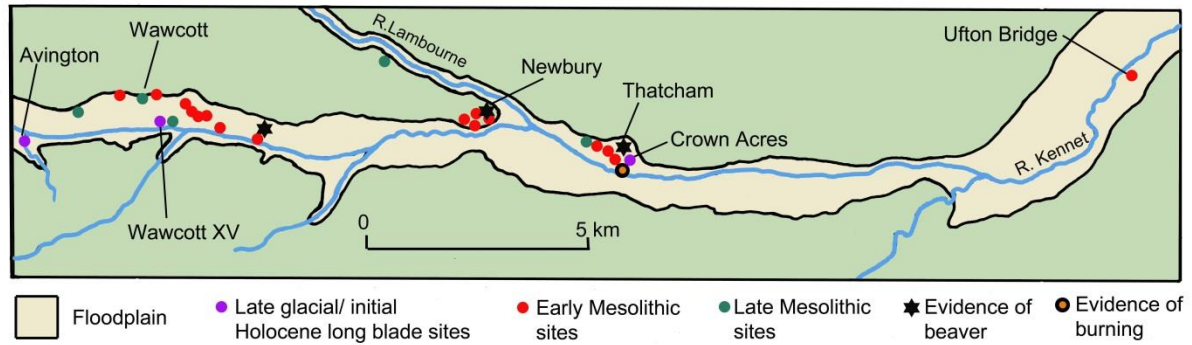 Wawcott
Avington
R.Lambourne
Newbury
Thatcham
Crown Acres
Ufton Bridge
R. Kennet
Wawcott XV
0
5 km
Floodplain
Late glacial/ initial
Holocene long blade sites
Early Mesolithic
sites
Late Mesolithic
sites
Evidence of
beaver
Evidence of
burning